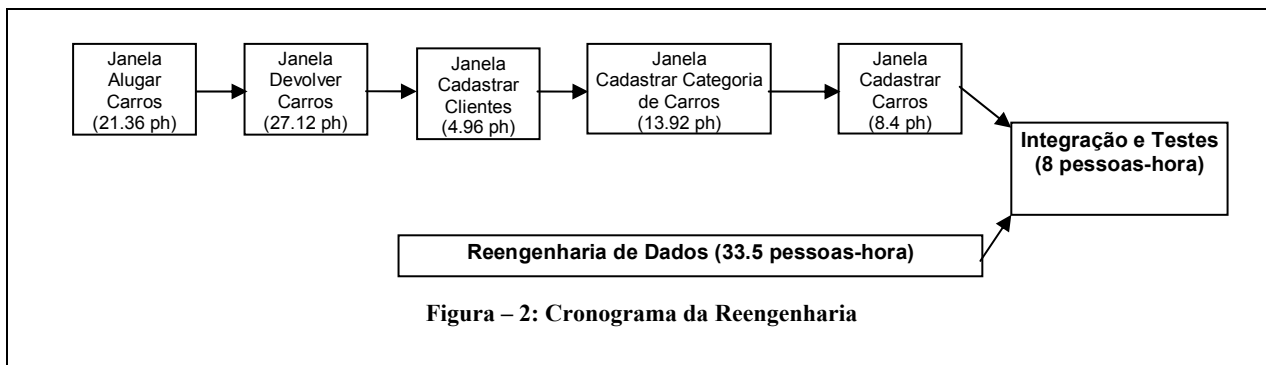 Janela
Alugar
Carros
(21.36 ph)
Janela
Devolver
Carros
(27.12 ph)
Janela
Cadastrar
Clientes
(4.96 ph)
Janela
Cadastrar Categoria
de Carros
(13.92 ph)
Janela
Cadastrar
Carros
(8.4 ph)
Integração e Testes
(8 pessoas-hora)
Reengenharia de Dados (33.5 pessoas-hora)
Figura – 2: Cronograma da Reengenharia